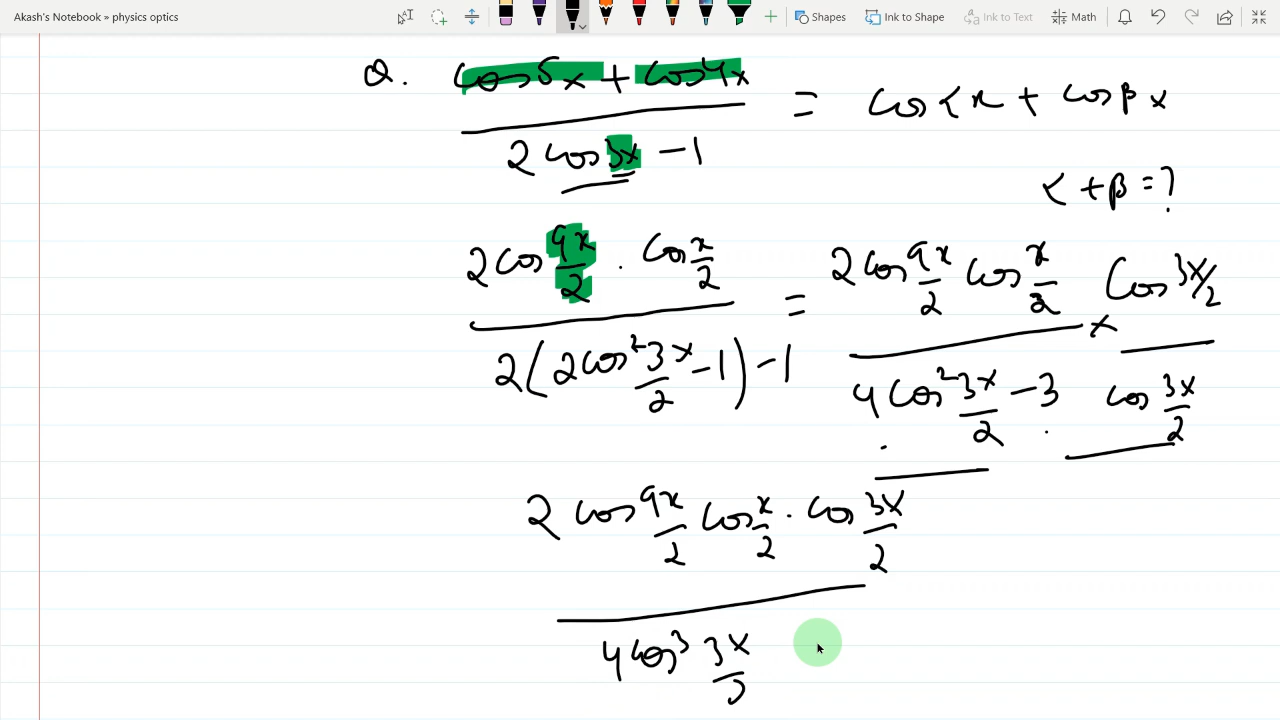 Akash's Notebook » physics optics
Shapes Ink to Shape Ink to Text Math
Q. cos5x + cos4x / 2cos3x - 1 = cosαx + cosβx
α + β = ?
2cos 9x/2 . cos x/2 / 2(2cos² 3x/2 - 1) - 1 = 2cos 9x/2 cos x/2 / 4cos² 3x/2 - 3 × cos 3x/2 / cos 3x/2
2 cos 9x/2 cos x/2 . cos 3x/2 / 4cos³ 3x/2